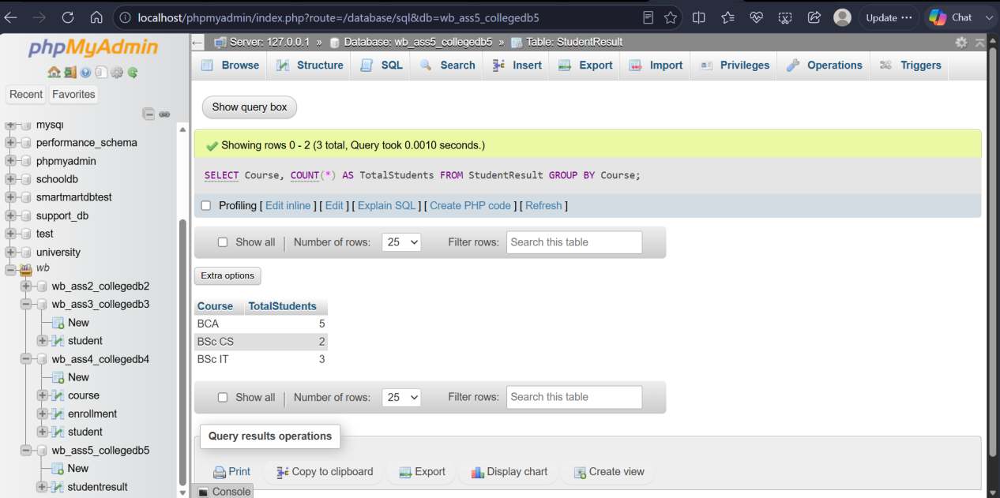 localhost/phpmyadmin/index.php?route=/database/sql&db=wb_ass5_collegedb5
Update
Chat
phpMyAdmin
Recent
Favorites
mysql
performance_schema
phpmyadmin
schooldb
smartmartdbtest
support_db
test
university
wb
wb_ass2_collegedb2
wb_ass3_collegedb3
New
student
wb_ass4_collegedb4
New
course
enrollment
student
wb_ass5_collegedb5
New
studentresult
Server: 127.0.0.1 » Database: wb_ass5_collegedb5 » Table: StudentResult
Browse Structure SQL Search Insert Export Import Privileges Operations Triggers
Show query box
Showing rows 0 - 2 (3 total, Query took 0.0010 seconds.)
SELECT Course, COUNT(*) AS TotalStudents FROM StudentResult GROUP BY Course;
Profiling [ Edit inline ] [ Edit ] [ Explain SQL ] [ Create PHP code ] [ Refresh ]
Show all | Number of rows: 25 Filter rows: Search this table
Extra options
Course TotalStudents
BCA 5
BSc CS 2
BSc IT 3
Show all | Number of rows: 25 Filter rows: Search this table
Query results operations
Print Copy to clipboard Export Display chart Create view
Console